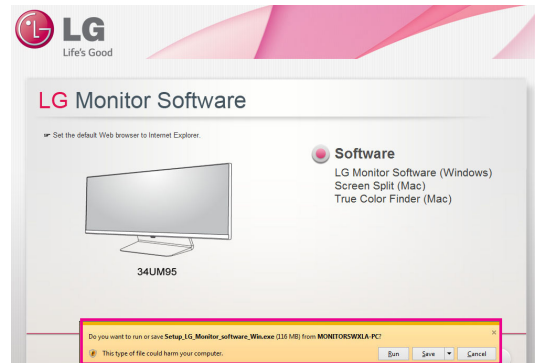 LG
Life's Good
LG Monitor Software
☞ Set the default Web browser to Internet Explorer.
Software
LG Monitor Software (Windows)
Screen Split (Mac)
True Color Finder (Mac)
34UM95
Do you want to run or save Setup_LG_Monitor_software_Win.exe (116 MB) from MONITORSWXLA-PC?
This type of file could harm your computer.
Run Save Cancel